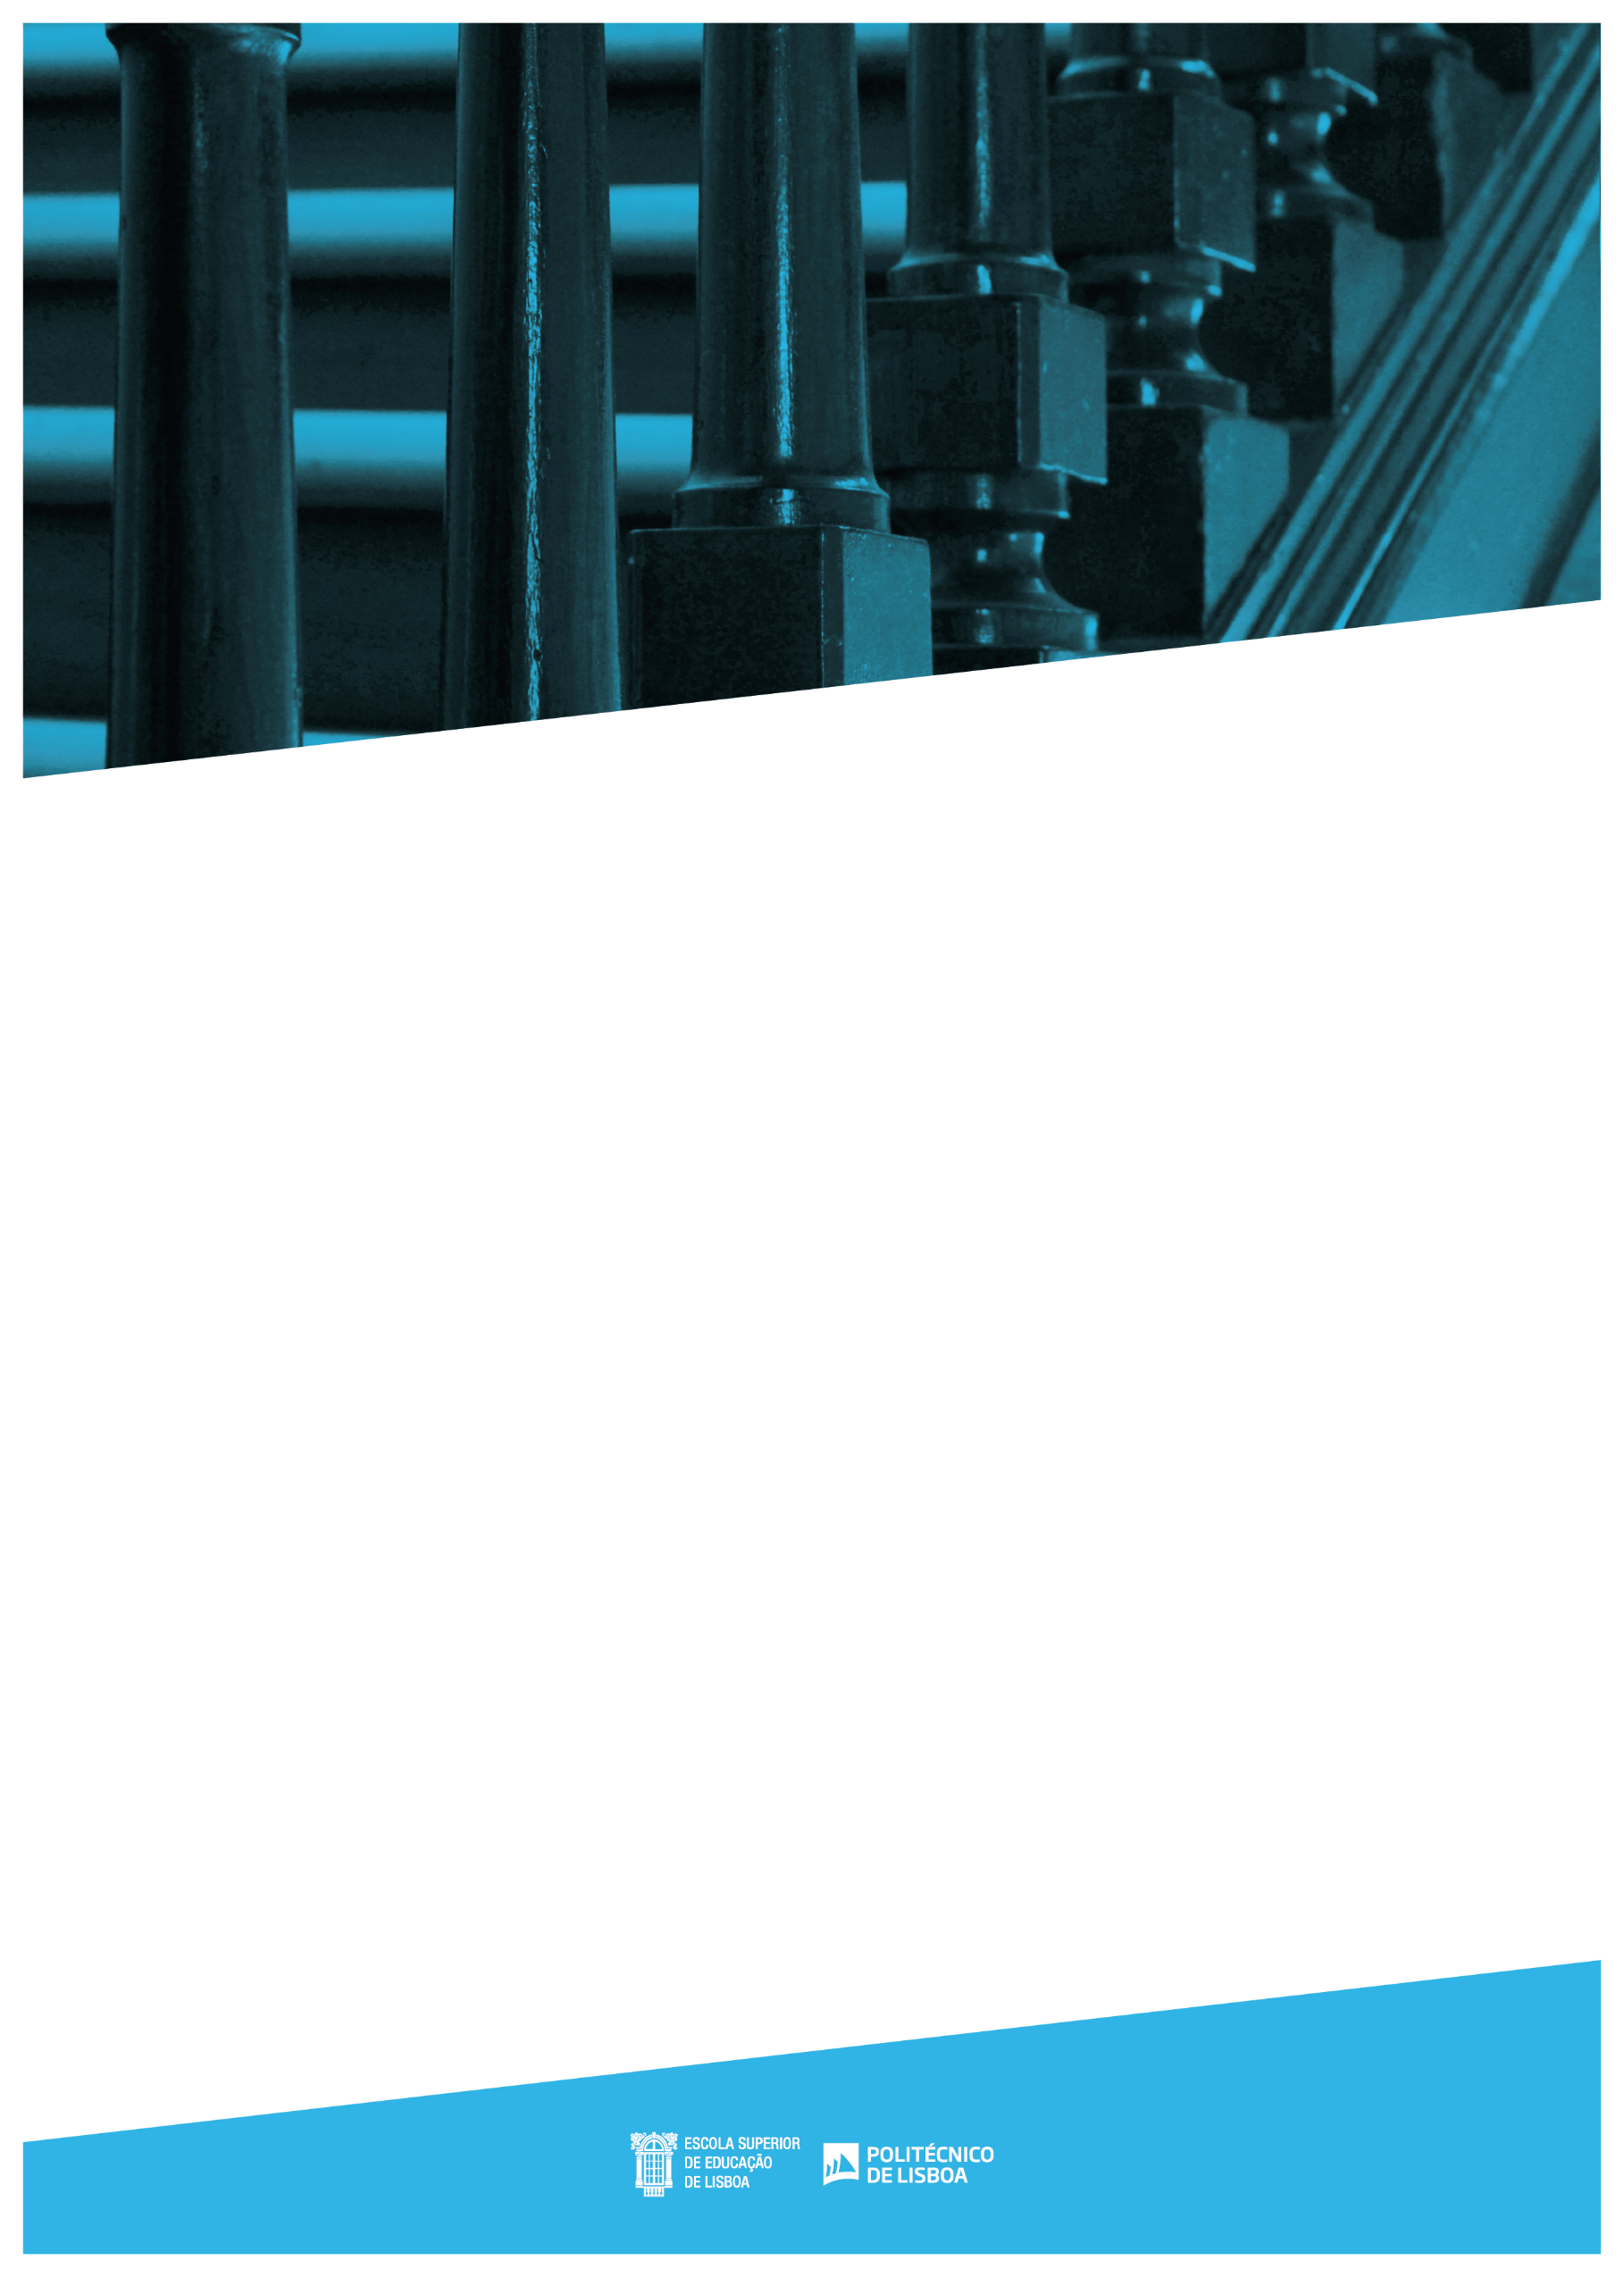 ESCOLA SUPERIOR
DE EDUCAÇÃO
DE LISBOA
POLITÉCNICO
DE LISBOA